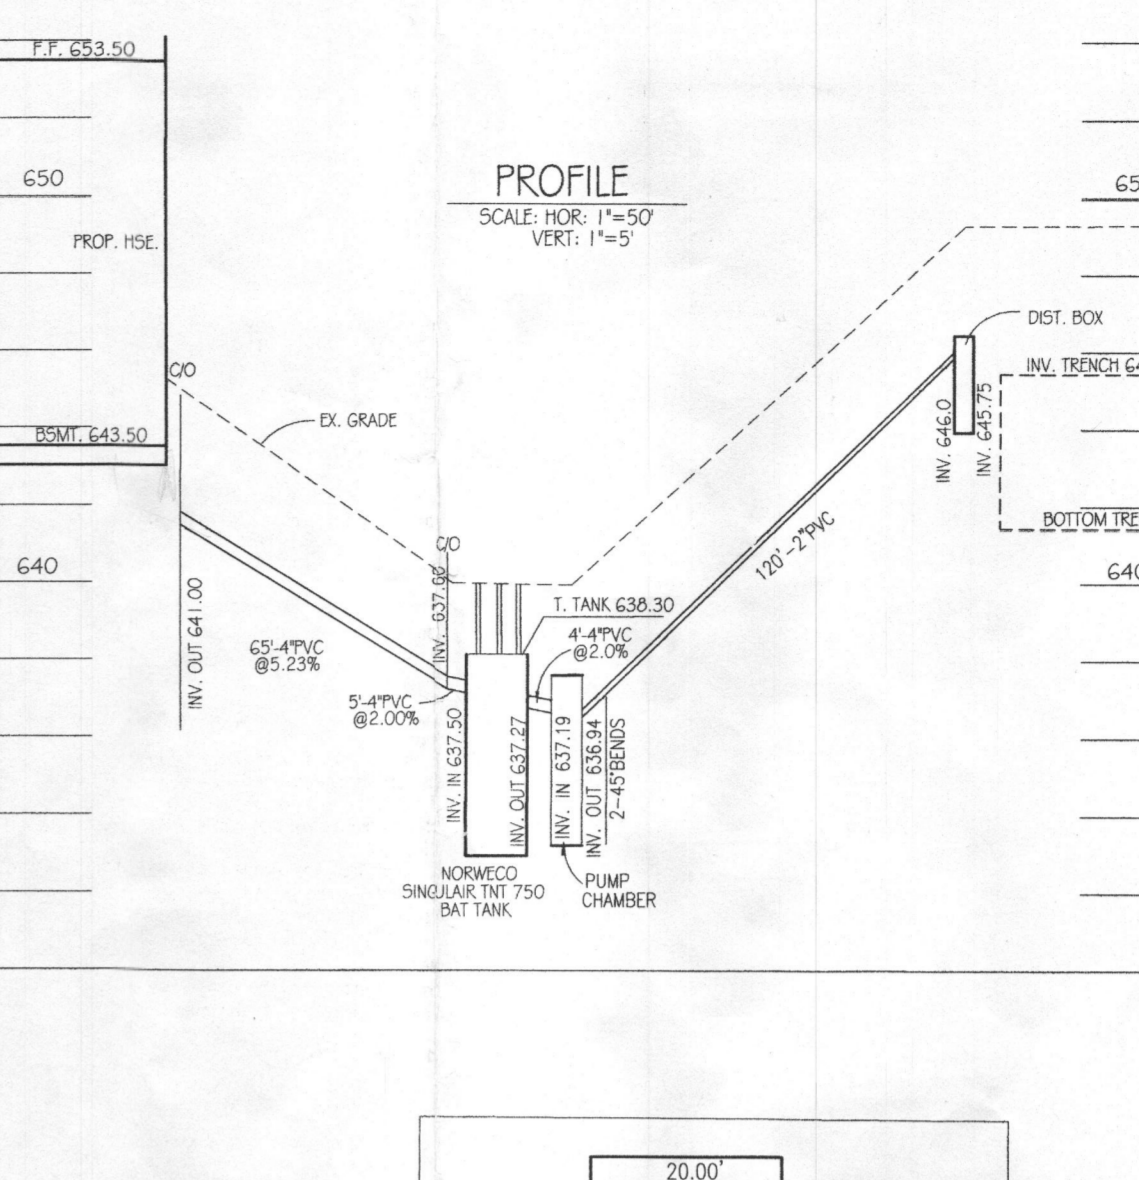 F.F. 653.50
650
PROP. HSE.
PROFILE
SCALE: HOR: 1"=50'
VERT: 1"=5'
C/O
EX. GRADE
BSMT. 643.50
DIST. BOX
INV. TRENCH
INV. 646.0
INV. 645.75
BOTTOM
640
640
INV. OUT 641.00
65'-4"PVC
@5.23%
C/O
INV. 637.60
5'-4"PVC
@2.00%
T. TANK 638.30
4'-4"PVC
@2.0%
120'-2"PVC
INV. IN 637.50
INV. OUT 637.27
INV. IN 637.19
INV. OUT 636.94
2-45°BENDS
NORWECO
SINGULAIR TNT 750
BAT TANK
PUMP
CHAMBER
20.00'